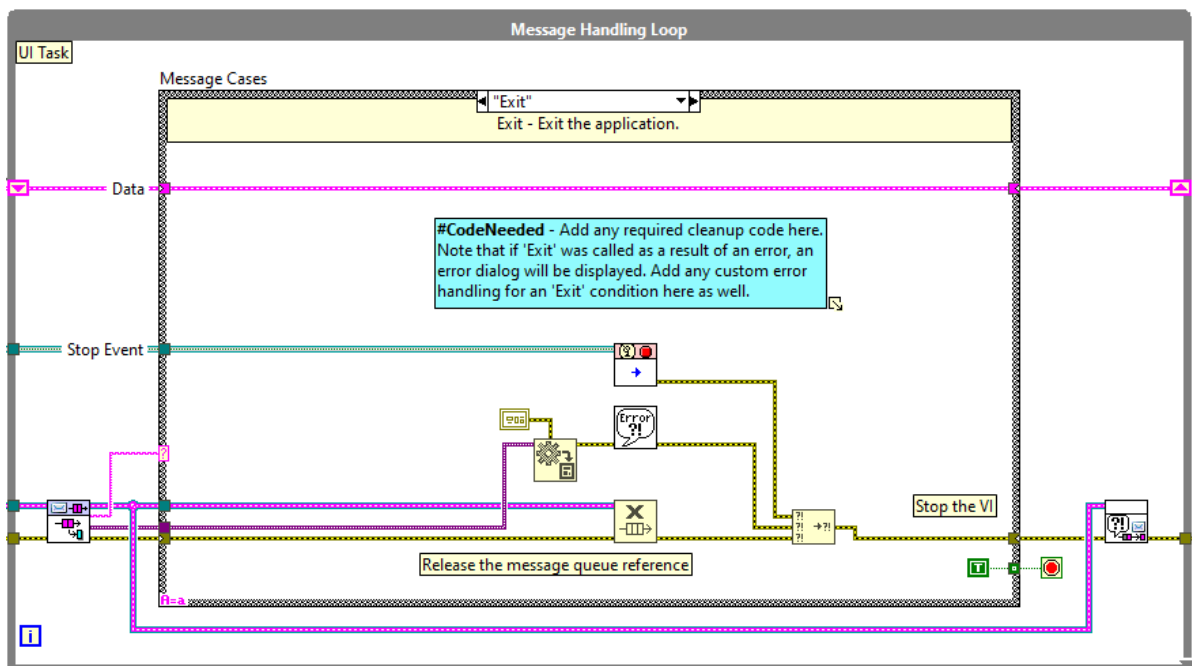 Message Handling Loop
UI Task
Message Cases
"Exit"
Exit - Exit the application.
Data
#CodeNeeded - Add any required cleanup code here.
Note that if 'Exit' was called as a result of an error, an
error dialog will be displayed. Add any custom error
handling for an 'Exit' condition here as well.
Stop Event
Error
?!
?
Stop the VI
?!
?!
?!
?!
?!
Release the message queue reference
T
A=a
i